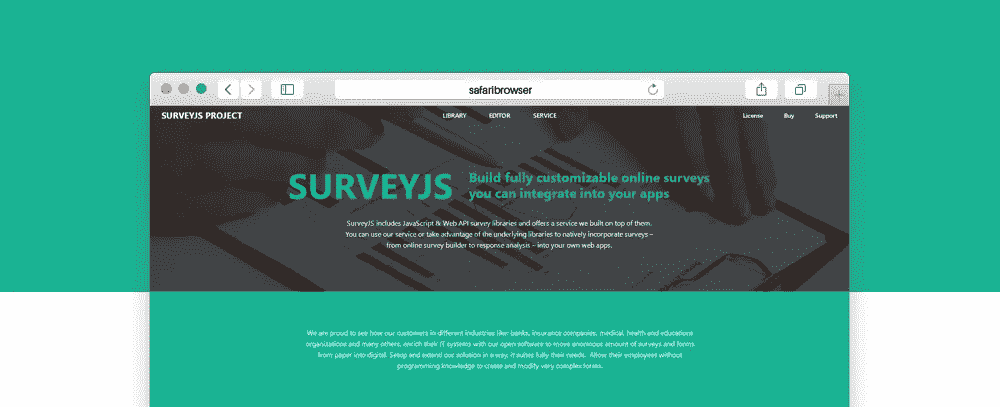 safaribrowser
SURVEYJS PROJECT LIBRARY EDITOR SERVICE License Buy Support
SURVEYJS
Build fully customizable online surveys
you can integrate into your apps
SurveyJS includes JavaScript & Web API survey libraries and offers a service we built on top of them.
You can use our service or take advantage of the underlying libraries to natively incorporate surveys –
from online survey builder to response analysis – into your own web apps.
We are proud to see how our customers in different industries like banks, insurance companies, medical, health and educations
organizations and many others, enrich their IT systems with our open software to move enormous amount of surveys and forms
from paper into digital. Setup and extend our solution in a way, it suites fully their needs. Allow their employees without
programming knowledge to create and modify very complex forms.